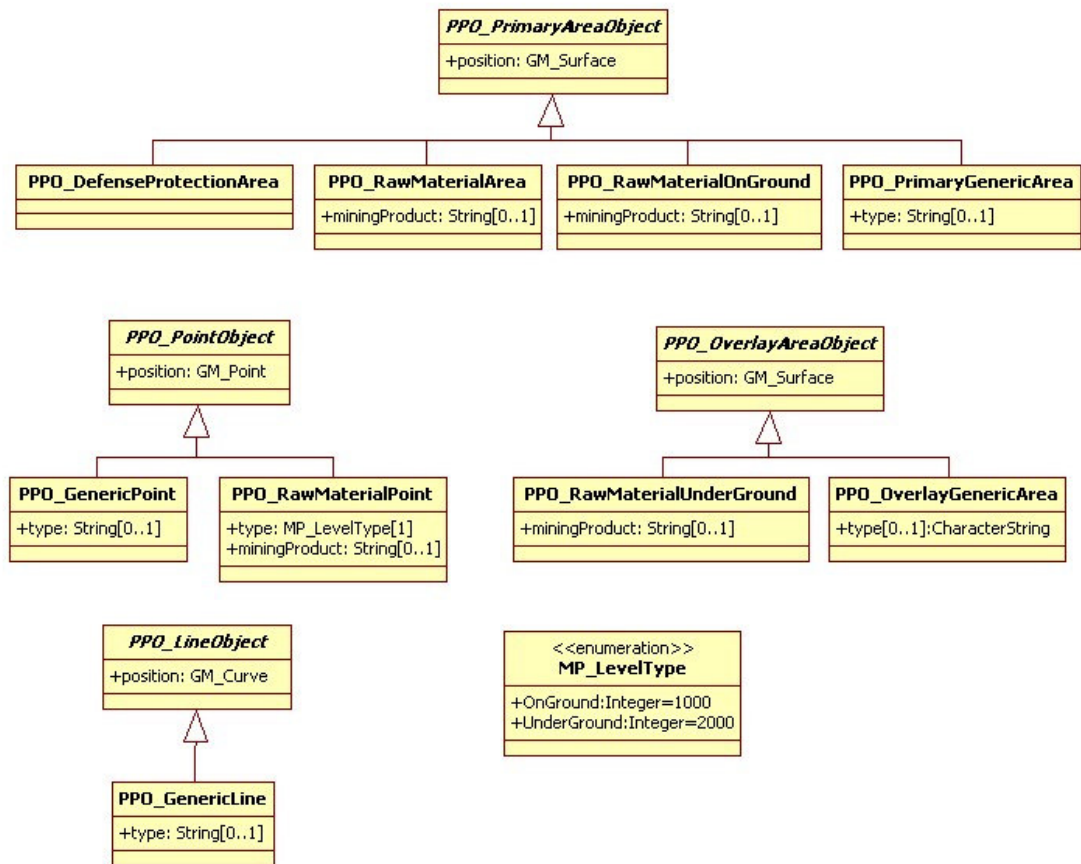 PPO_PrimaryAreaObject
+position: GM_Surface
PPO_DefenseProtectionArea
PPO_RawMaterialArea
+miningProduct: String[0..1]
PPO_RawMaterialOnGround
+miningProduct: String[0..1]
PPO_PrimaryGenericArea
+type: String[0..1]
PPO_PointObject
+position: GM_Point
PPO_OverlayAreaObject
+position: GM_Surface
PPO_GenericPoint
+type: String[0..1]
PPO_RawMaterialPoint
+type: MP_LevelType[1]
+miningProduct: String[0..1]
PPO_RawMaterialUnderGround
+miningProduct: String[0..1]
PPO_OverlayGenericArea
+type[0..1]:CharacterString
PPO_LineObject
+position: GM_Curve
<<enumeration>>
MP_LevelType
+OnGround:Integer=1000
+UnderGround:Integer=2000
PPO_GenericLine
+type: String[0..1]